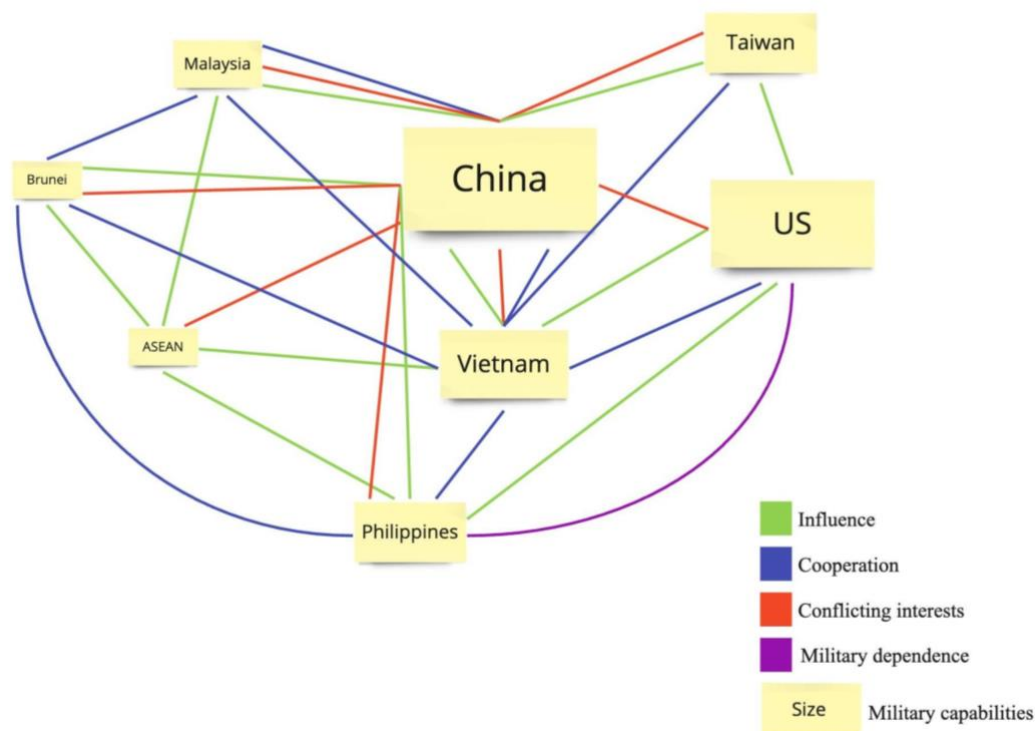 Taiwan
Malaysia
China
Brunei
US
ASEAN
Vietnam
Philippines
Influence
Cooperation
Conflicting interests
Military dependence
Size
Military capabilities